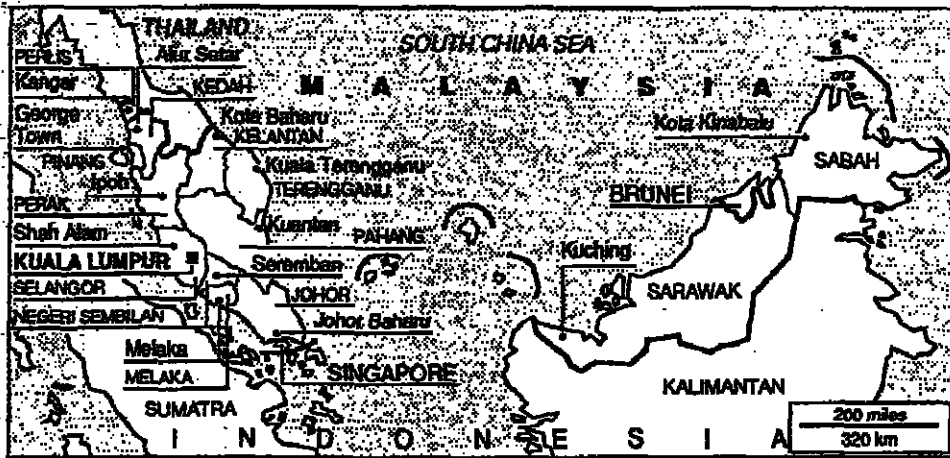 THAILAND
SOUTH CHINA SEA
PERLIS
Alur Setar
Kangar
KEDAH
MALAYSIA
George
Town
Kota Baharu
KELANTAN
Kota Kinabalu
PINANG
Kuala Terengganu
SABAH
Ipoh
TERENGGANU
BRUNEI
PERAK
Kuantan
Shah Alam
PAHANG
Kuching
KUALA LUMPUR
Seremban
SELANGOR
JOHOR
SARAWAK
NEGERI SEMBILAN
Johor Baharu
Melaka
SINGAPORE
MELAKA
KALIMANTAN
SUMATRA
200 miles
320 km
INDONESIA